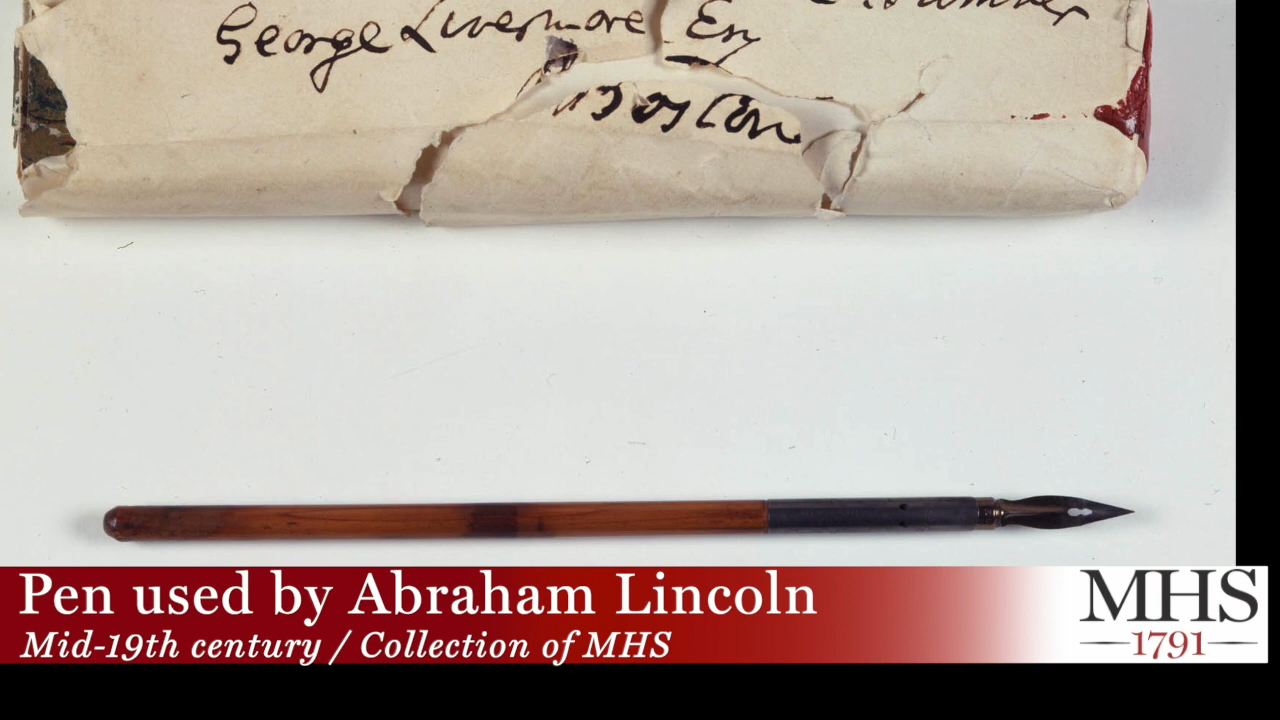 George Livermore Esq
Boston
Pen used by Abraham Lincoln
Mid-19th century / Collection of MHS
MHS
1791